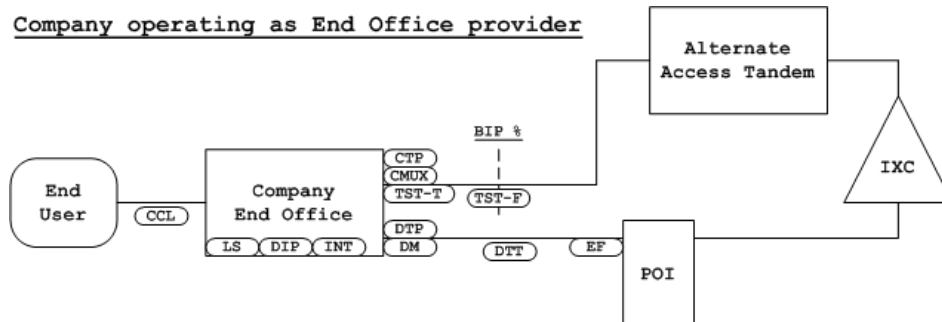 Company operating as End Office provider
Alternate
Access Tandem
BIP %
IXC
End
User
CCL
Company
End Office
CTP
CMUX
TST-T
TST-F
LS
DIP
INT
DTP
DM
DTT
EF
POI